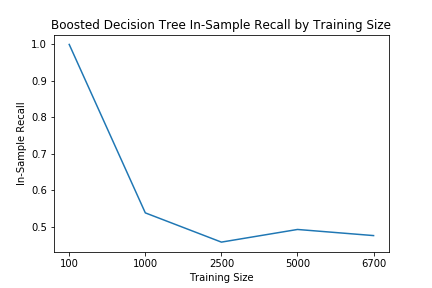 Boosted Decision Tree In-Sample Recall by Training Size
1.0
0.9
0.8
0.7
0.6
0.5
In-Sample Recall
100 1000 2500 5000 6700
Training Size